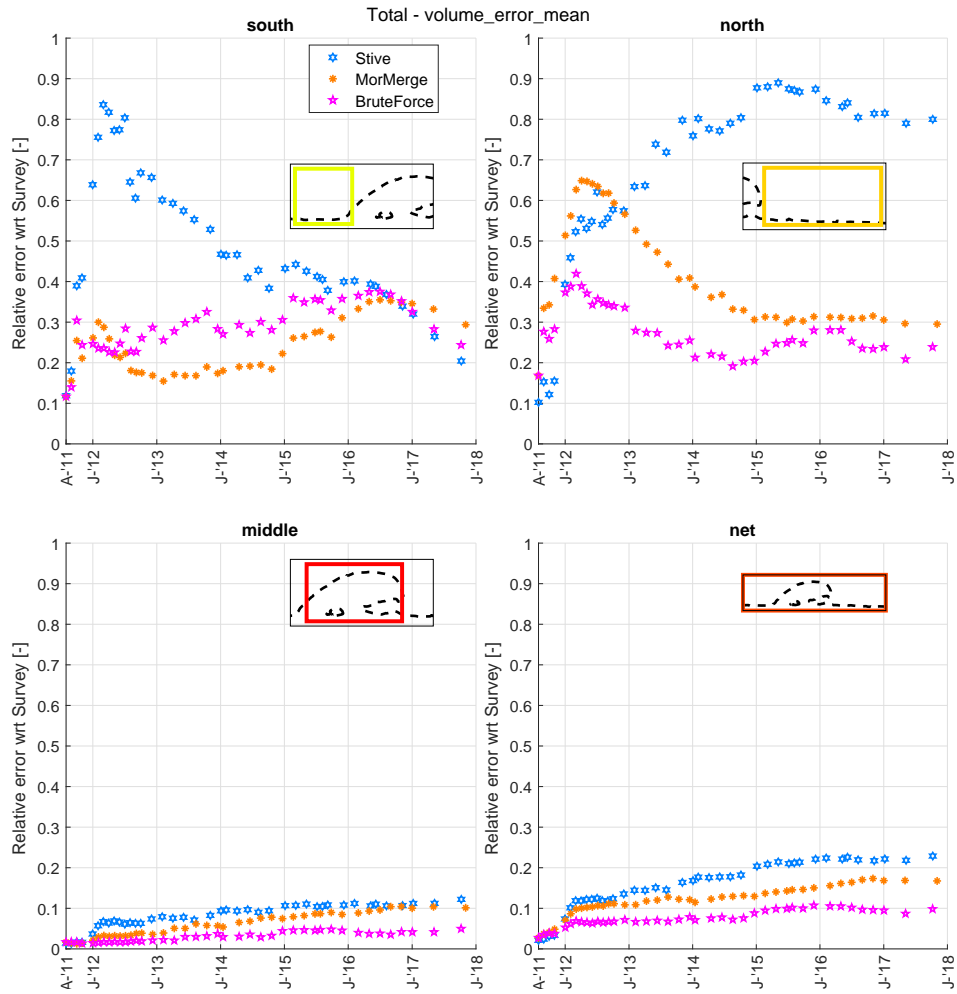 Total - volume_error_mean
south
Relative error wrt Survey [-]
1
0.9
0.8
0.7
0.6
0.5
0.4
0.3
0.2
0.1
0
A-'11
J-'12
J-'13
J-'14
J-'15
J-'16
J-'17
J-'18
Stive
MorMerge
BruteForce
north
Relative error wrt Survey [-]
1
0.9
0.8
0.7
0.6
0.5
0.4
0.3
0.2
0.1
0
A-'11
J-'12
J-'13
J-'14
J-'15
J-'16
J-'17
J-'18
middle
Relative error wrt Survey [-]
1
0.9
0.8
0.7
0.6
0.5
0.4
0.3
0.2
0.1
0
A-'11
J-'12
J-'13
J-'14
J-'15
J-'16
J-'17
J-'18
net
Relative error wrt Survey [-]
1
0.9
0.8
0.7
0.6
0.5
0.4
0.3
0.2
0.1
0
A-'11
J-'12
J-'13
J-'14
J-'15
J-'16
J-'17
J-'18